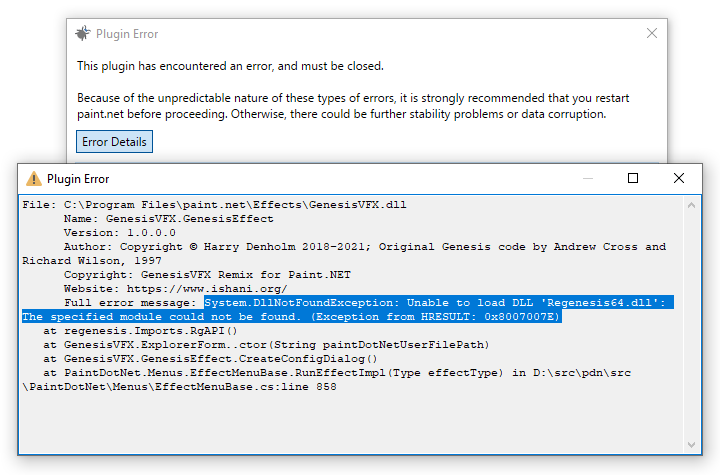 Plugin Error
This plugin has encountered an error, and must be closed.
Because of the unpredictable nature of these types of errors, it is strongly recommended that you restart
paint.net before proceeding. Otherwise, there could be further stability problems or data corruption.
Error Details
Plugin Error
File: C:\Program Files\paint.net\Effects\GenesisVFX.dll
Name: GenesisVFX.GenesisEffect
Version: 1.0.0.0
Author: Copyright © Harry Denholm 2018-2021; Original Genesis code by Andrew Cross and
Richard Wilson, 1997
Copyright: GenesisVFX Remix for Paint.NET
Website: https://www.ishani.org/
Full error message: System.DllNotFoundException: Unable to load DLL 'Regenesis64.dll':
The specified module could not be found. (Exception from HRESULT: 0x8007007E)
at regenesis.Imports.RgAPI()
at GenesisVFX.ExplorerForm..ctor(String paintDotNetUserFilePath)
at GenesisVFX.GenesisEffect.CreateConfigDialog()
at PaintDotNet.Menus.EffectMenuBase.RunEffectImpl(Type effectType) in D:\src\pdn\src
\PaintDotNet\Menus\EffectMenuBase.cs:line 858